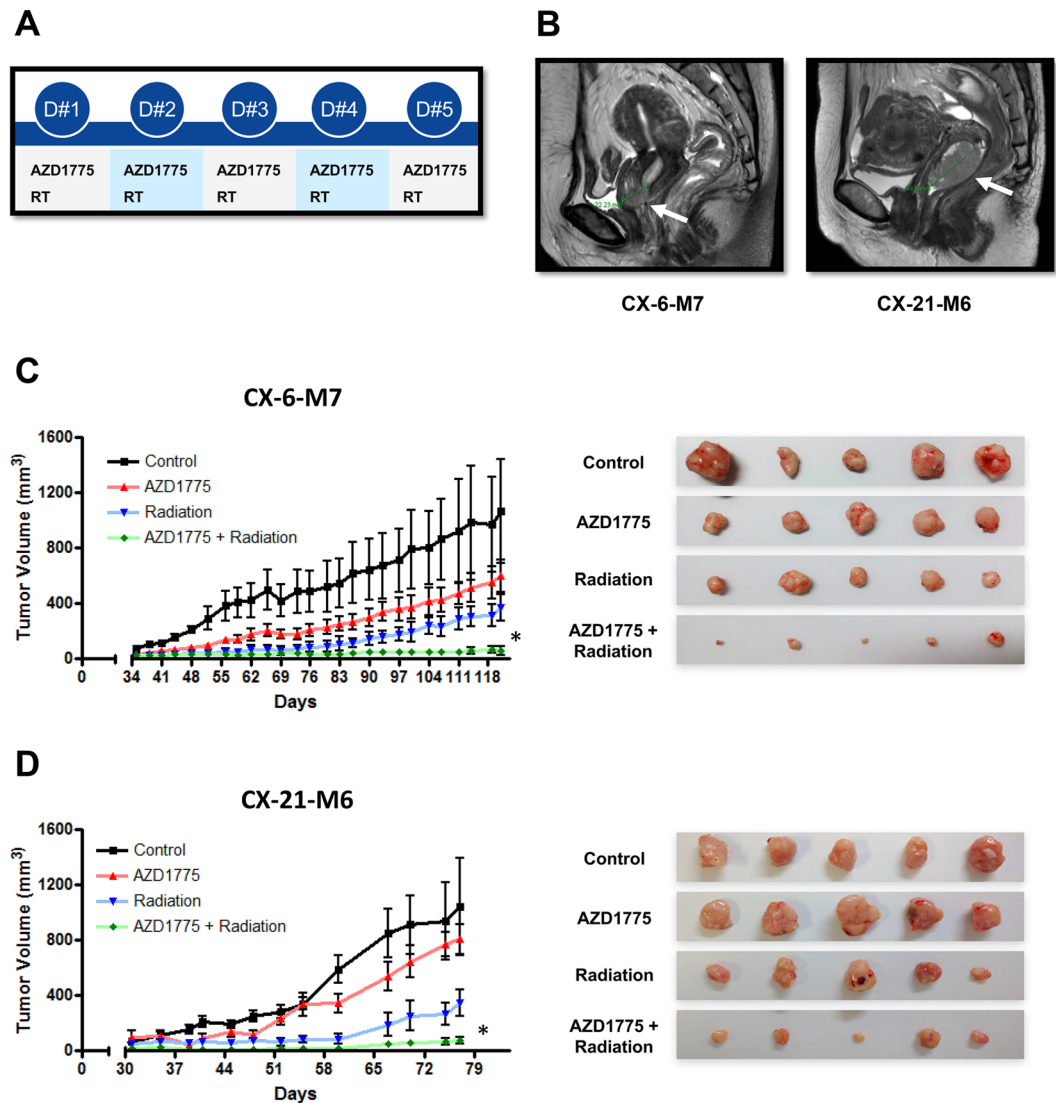 A
B
D#1 D#2 D#3 D#4 D#5
AZD1775 AZD1775 AZD1775 AZD1775 AZD1775
RT RT RT RT RT
CX-6-M7
CX-21-M6
C
CX-6-M7
Tumor Volume (mm³)
1600
1200
800
400
0
Control
AZD1775
Radiation
AZD1775 + Radiation
*
0 34 41 48 55 62 69 76 83 90 97 104 111 118
Days
Control
AZD1775
Radiation
AZD1775 +
Radiation
D
CX-21-M6
Tumor Volume (mm³)
1600
1200
800
400
0
Control
AZD1775
Radiation
AZD1775 + Radiation
*
0 30 37 44 51 58 65 72 79
Days
Control
AZD1775
Radiation
AZD1775 +
Radiation